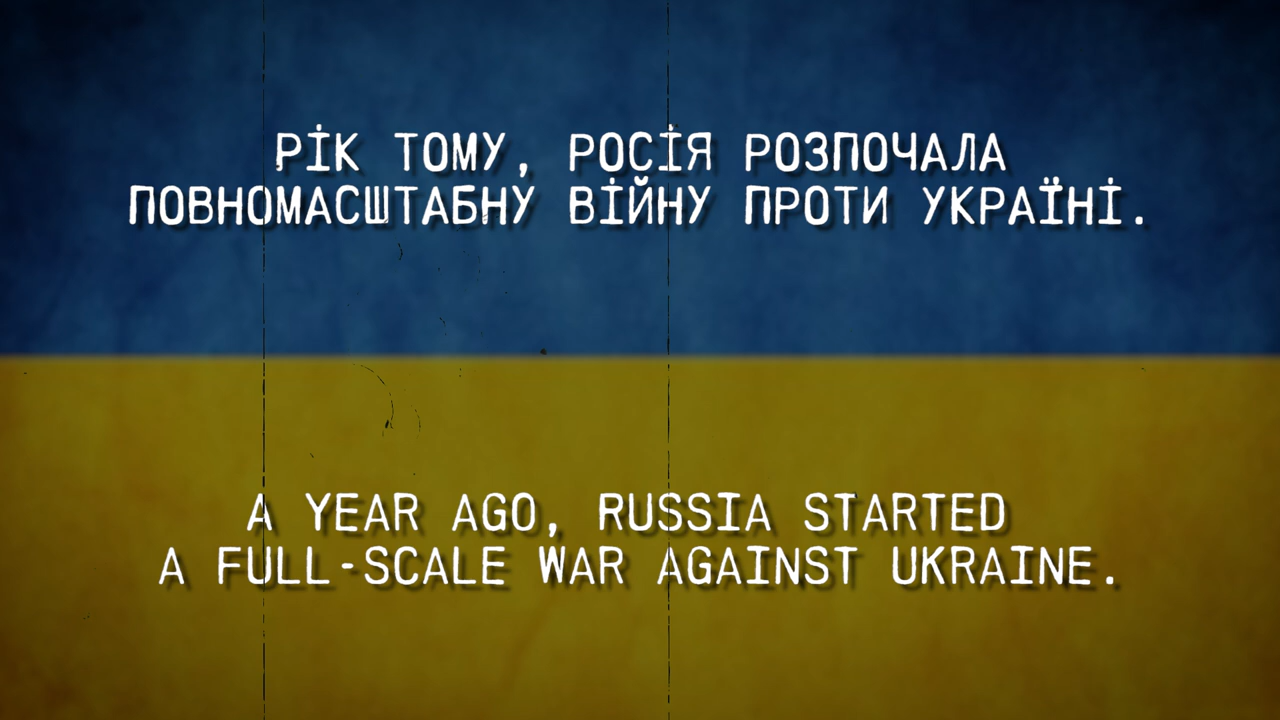 РІК ТОМУ, РОСІЯ РОЗПОЧАЛА
ПОВНОМАСШТАБНУ ВІЙНУ ПРОТИ УКРАЇНІ.
A YEAR AGO, RUSSIA STARTED
A FULL-SCALE WAR AGAINST UKRAINE.